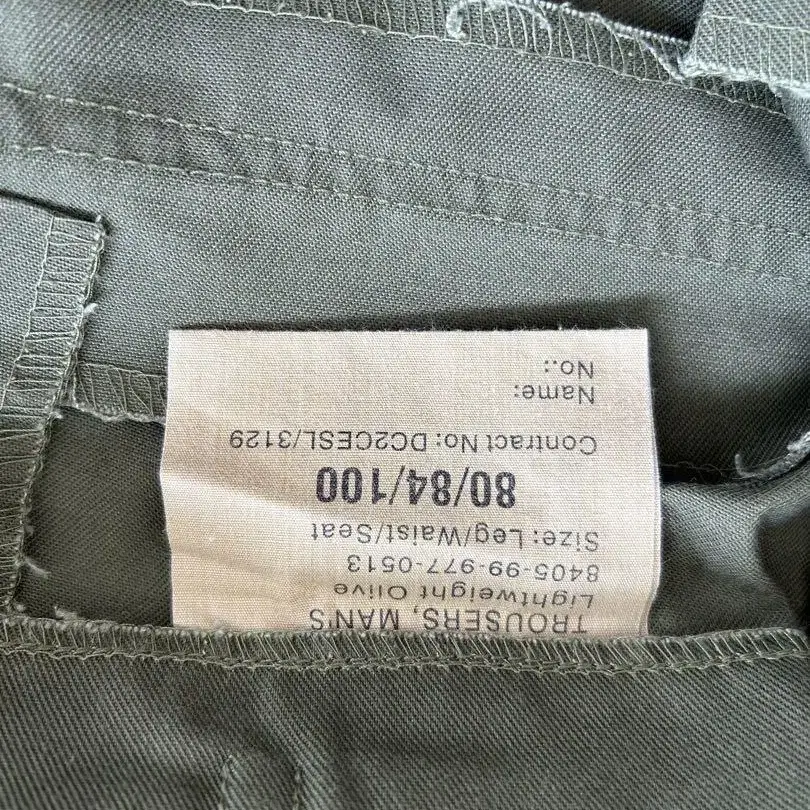 TROUSERS, MAN'S
Lightweight Olive
8405-99-977-0513
Size: Leg/Waist/Seat
80/84/100
Contract No: DC2CESL/3129
Name:
No.: